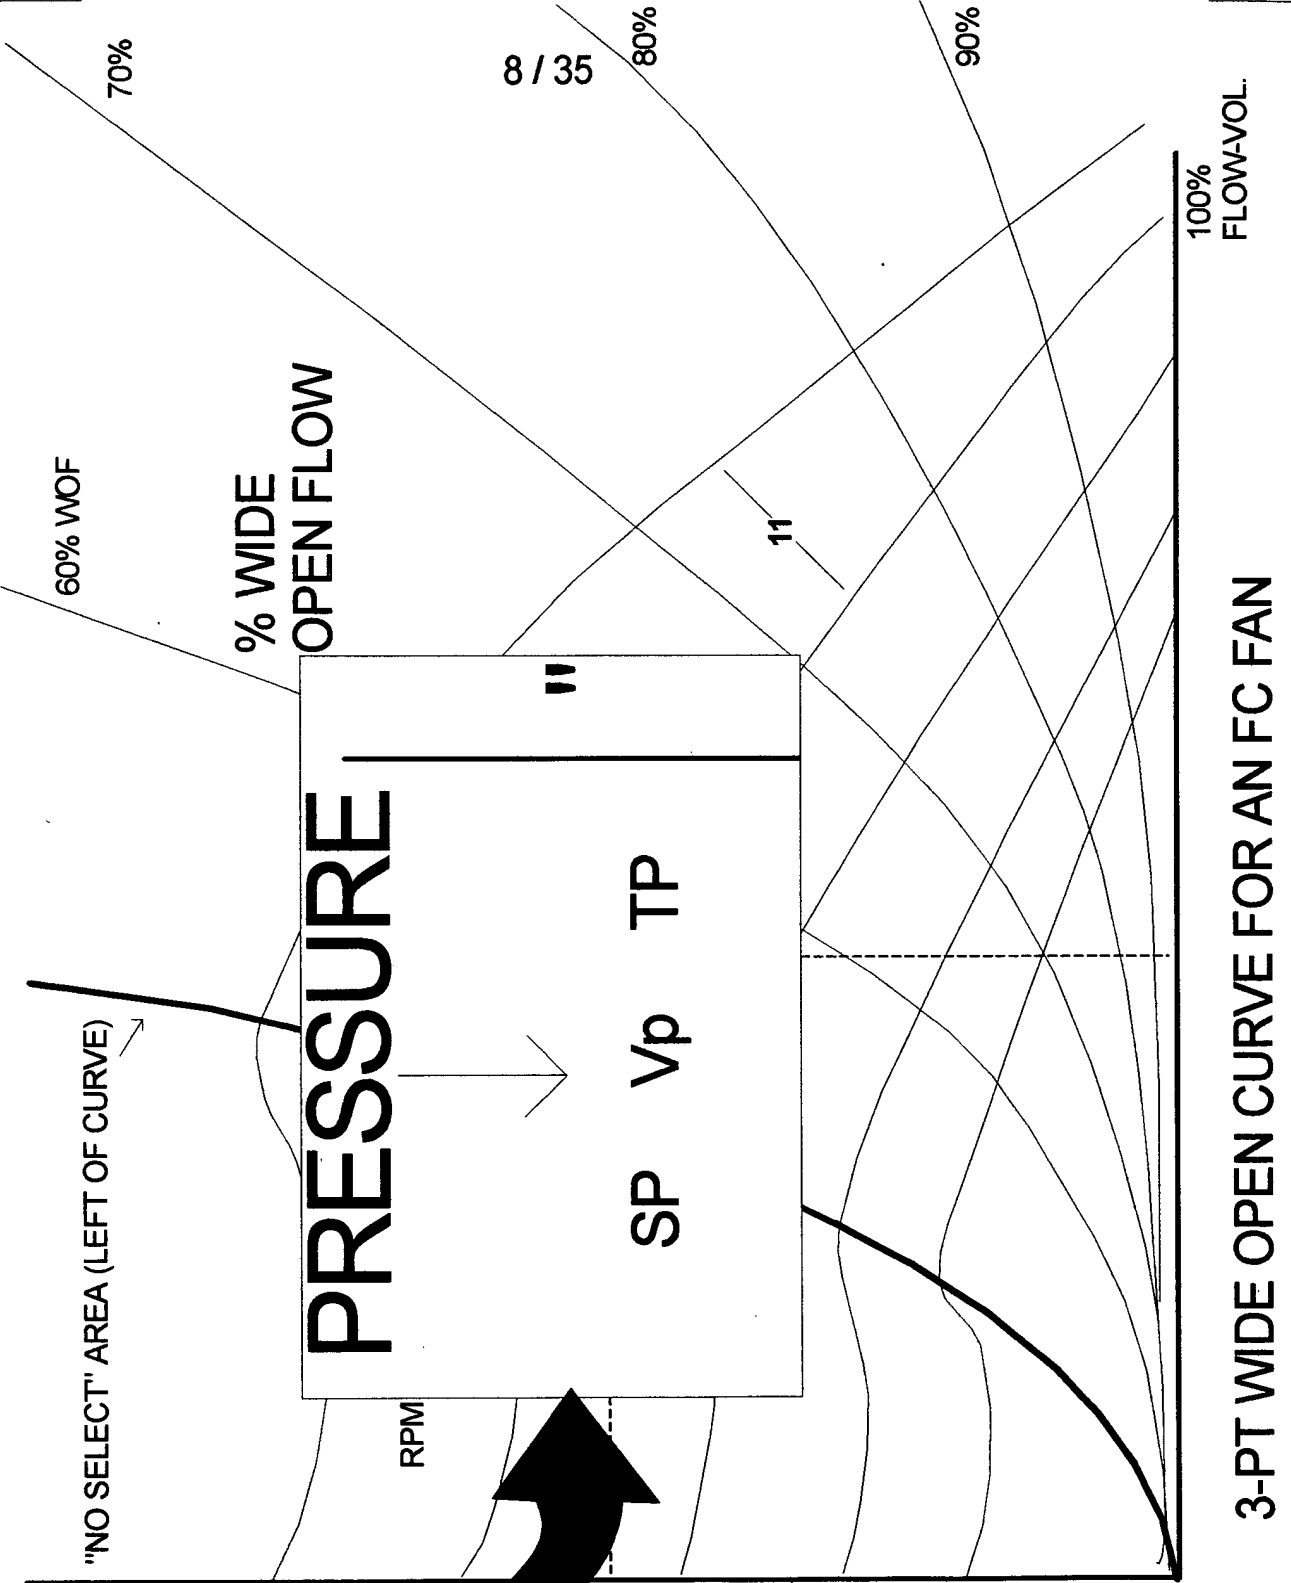 8 / 35
60% WOF
70%
80%
90%
"NO SELECT" AREA (LEFT OF CURVE)
% WIDE
OPEN FLOW
PRESSURE
RPM
SP Vp TP
"
11
100%
FLOW-VOL.
3-PT WIDE OPEN CURVE FOR AN FC FAN